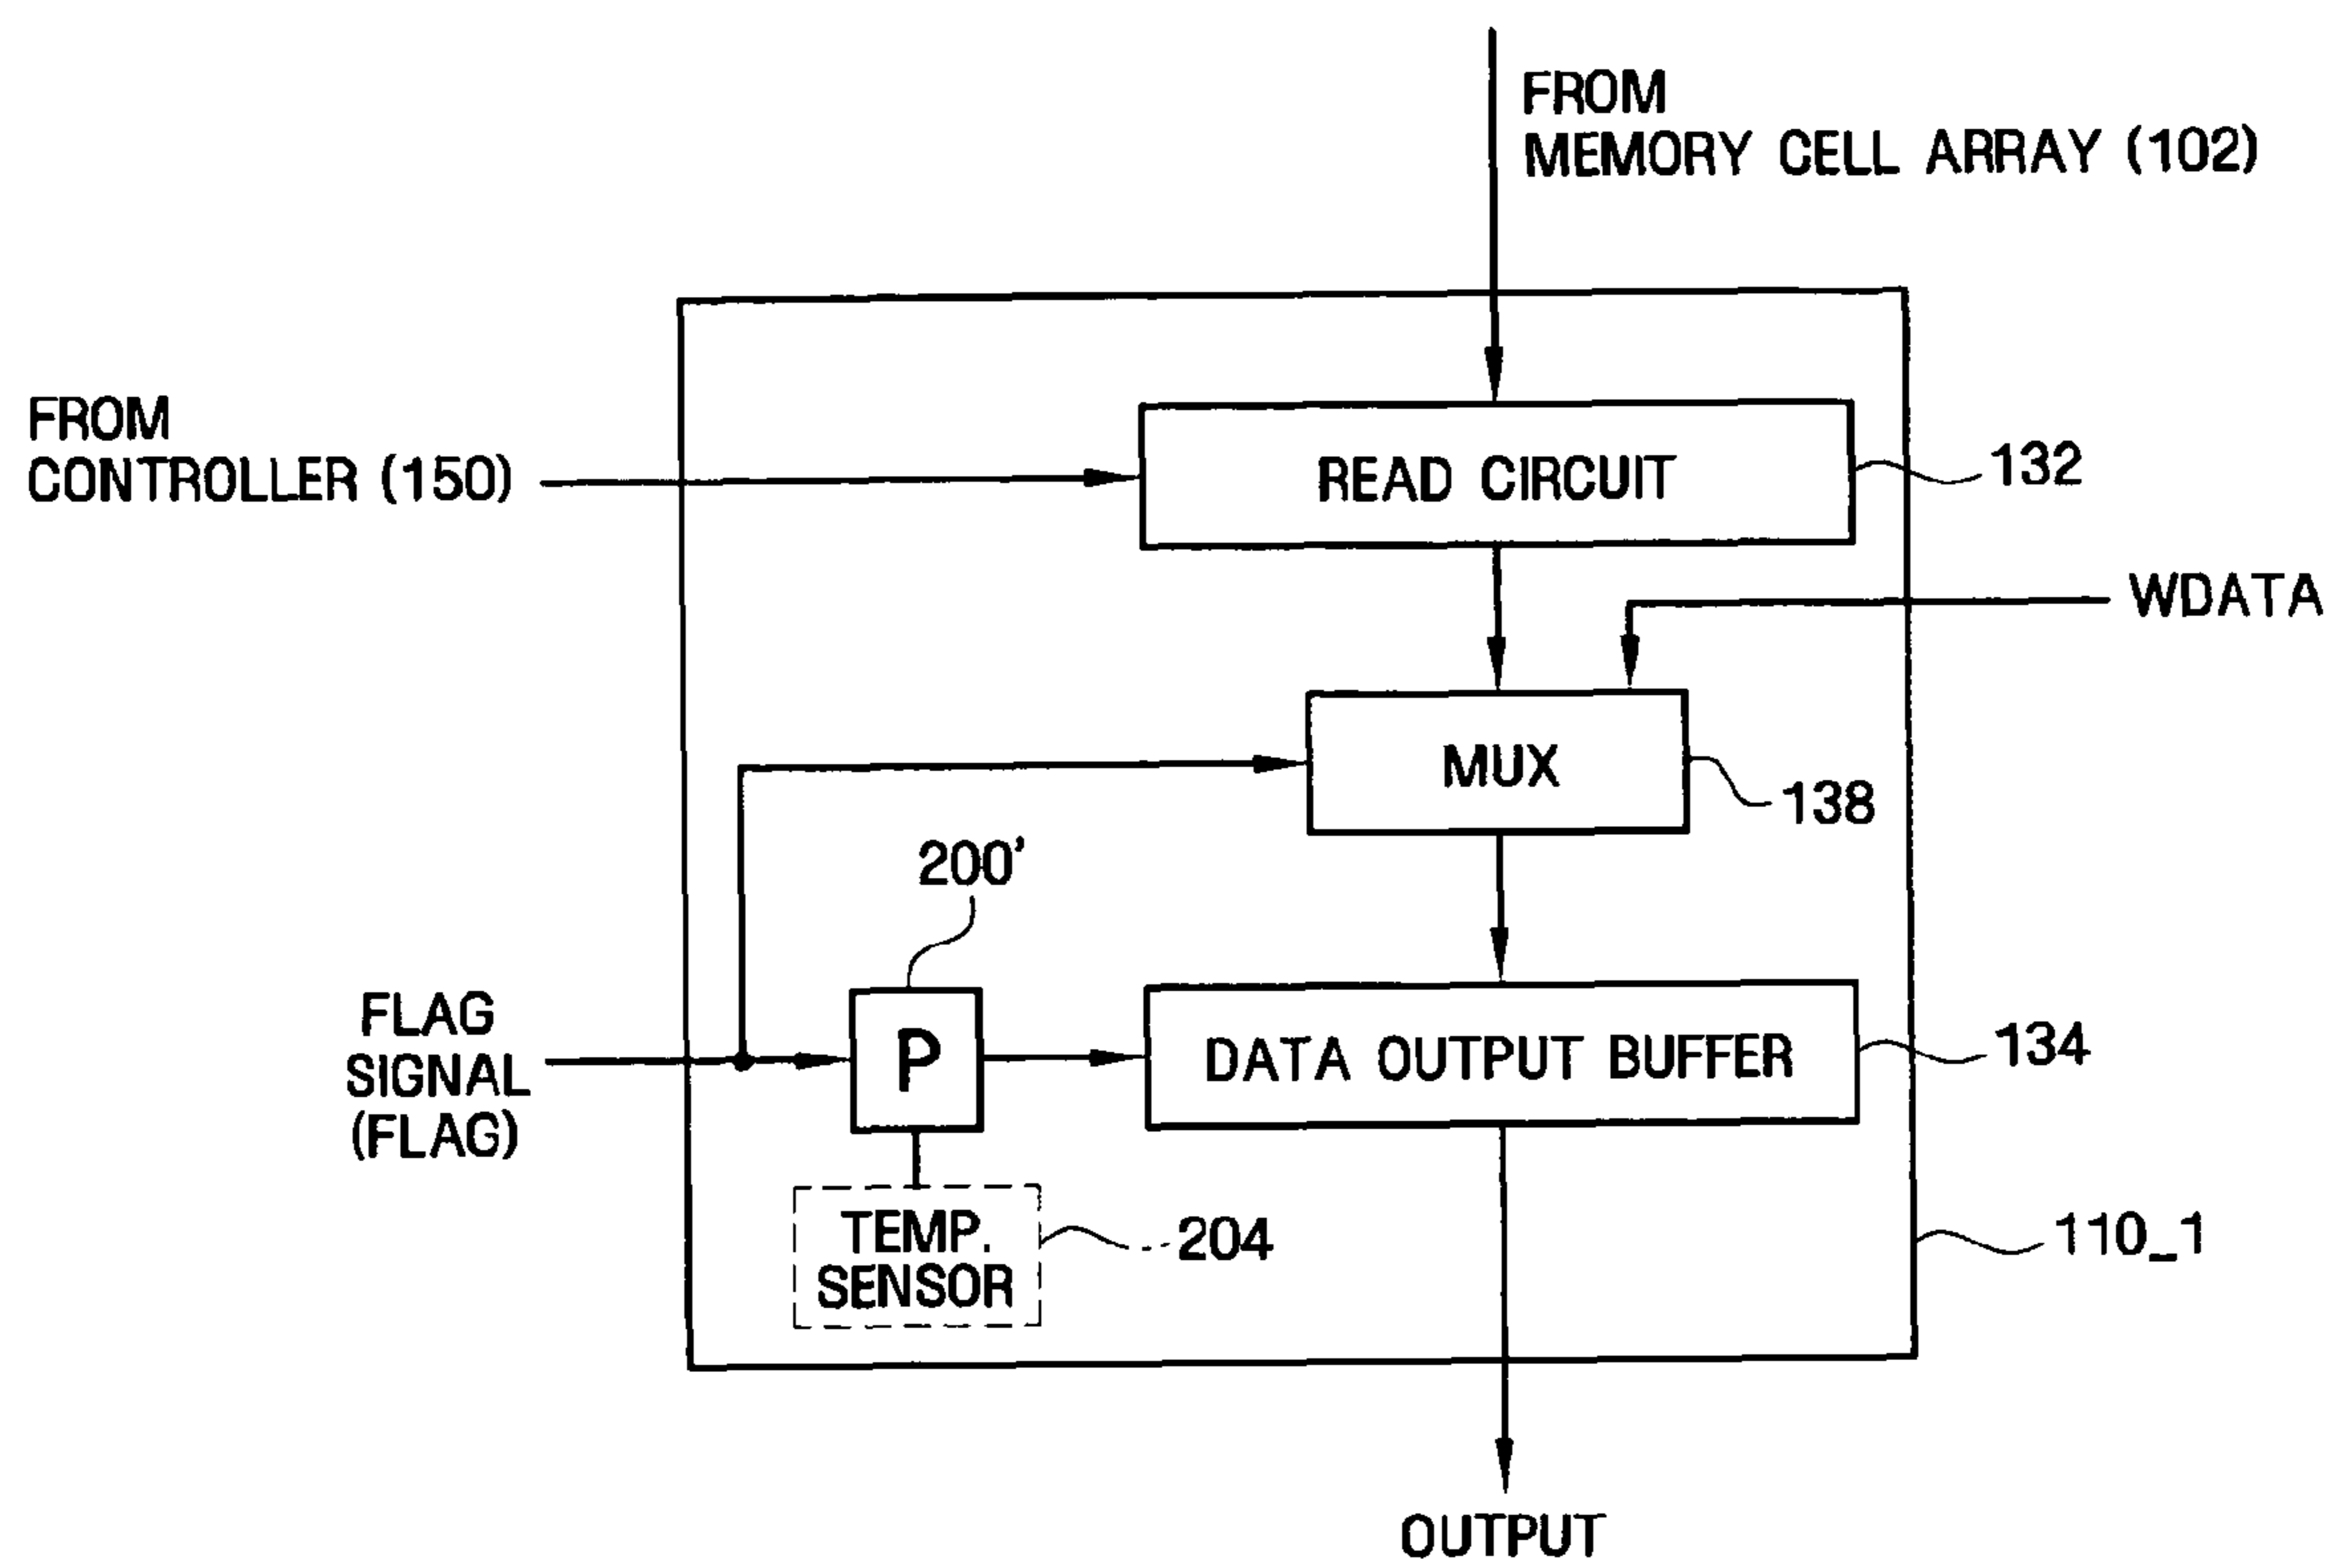 FROM
MEMORY CELL ARRAY (102)
FROM
CONTROLLER (150)
READ CIRCUIT
132
WDATA
MUX
138
200'
FLAG
SIGNAL
(FLAG)
P
DATA OUTPUT BUFFER
134
TEMP.
SENSOR
204
110_1
OUTPUT